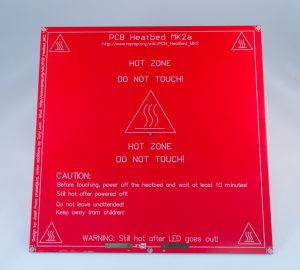 PCB Heatbed MK2a
http://www.reprap.org/wiki/PCB_Heatbed_MK2
HOT ZONE
DO NOT TOUCH!
HOT ZONE
DO NOT TOUCH!
CAUTION:
Before touching, power off the heatbed and wait at least 10 minutes!
Still hot after powered off!
Do not leave unattended!
Keep away from children!
WARNING: Still hot after LED goes out!